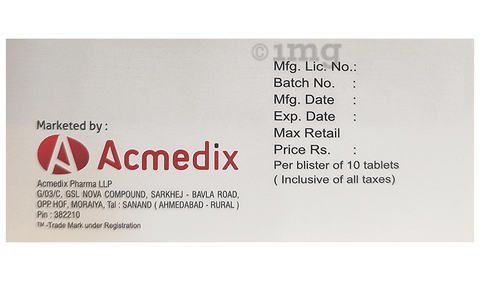 ©1mg
Mfg. Lic. No.:
Batch No. :
Mfg. Date :
Exp. Date :
Max Retail
Price Rs. :
Per blister of 10 tablets
( Inclusive of all taxes)
Marketed by :
Acmedix
Acmedix Pharma LLP
G/03/C, GSL NOVA COMPOUND, SARKHEJ - BAVLA ROAD,
OPP HOF, MORAIYA, Tal : SANAND ( AHMEDABAD - RURAL )
Pin : 382210
™-Trade Mark under Registration